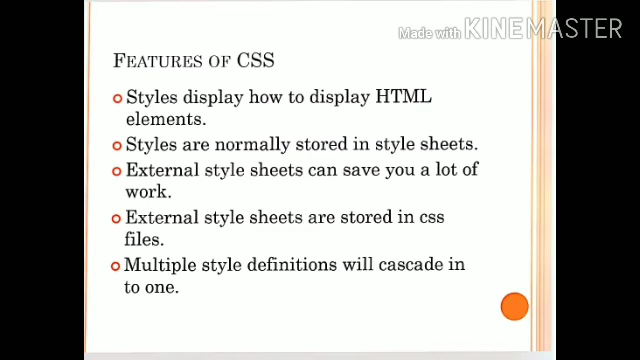 Made with KINEMASTER
FEATURES OF CSS
Styles display how to display HTML
elements.
Styles are normally stored in style sheets.
External style sheets can save you a lot of
work.
External style sheets are stored in css
files.
Multiple style definitions will cascade in
to one.